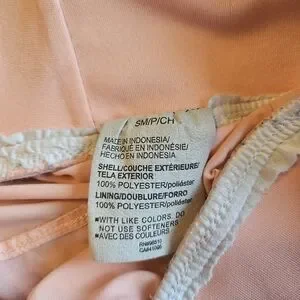 SM/P/CH
MADE IN INDONESIA/
FABRIQUÉ EN INDONÉSIE/
HECHO EN INDONESIA
SHELL/COUCHE EXTÉRIEURE/
TELA EXTERIOR
100% POLYESTER/poliéster
LINING/DOUBLURE/FORRO
100% POLYESTER/poliéster
■WITH LIKE COLORS. DO
NOT USE SOFTENERS
■AVEC DES COULEURS